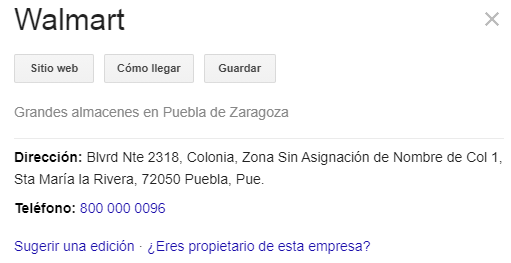 Walmart
Sitio web
Cómo llegar
Guardar
Grandes almacenes en Puebla de Zaragoza
Dirección: Blvrd Nte 2318, Colonia, Zona Sin Asignación de Nombre de Col 1,
Sta María la Rivera, 72050 Puebla, Pue.
Teléfono: 800 000 0096
Sugerir una edición · ¿Eres propietario de esta empresa?